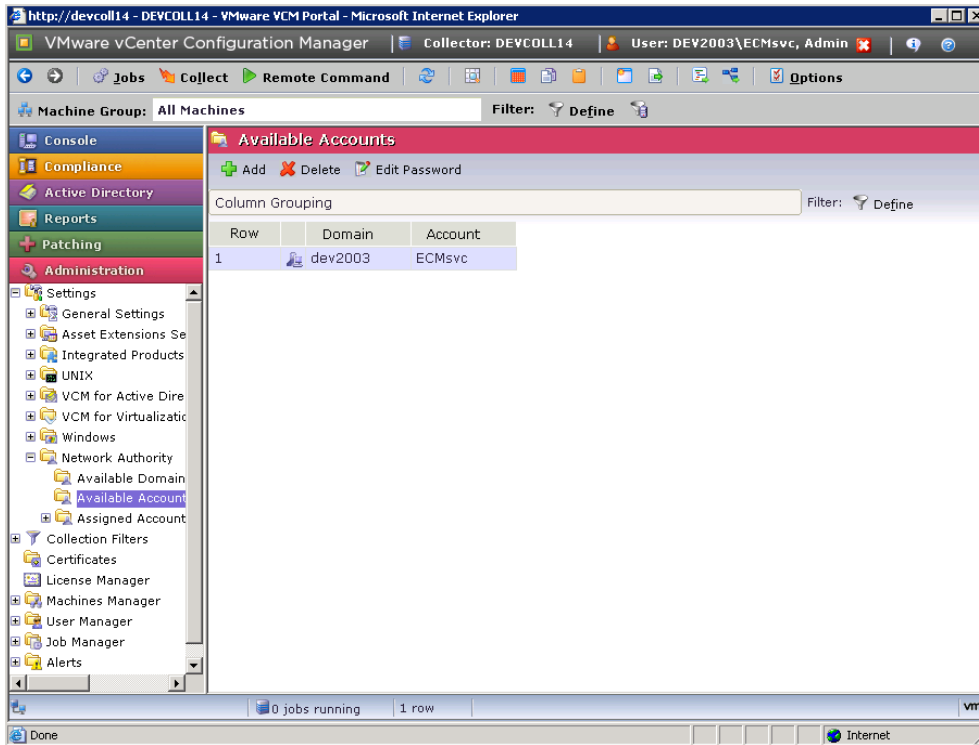 http://devcoll14 - DEVCOLL14 - VMware VCM Portal - Microsoft Internet Explorer
VMware vCenter Configuration Manager | Collector: DEVCOLL14 | User: DEV2003\ECMsvc, Admin
Jobs Collect Remote Command Options
Machine Group: All Machines Filter: Define
Console
Compliance
Active Directory
Reports
Patching
Administration
Settings
General Settings
Asset Extensions Se
Integrated Products
UNIX
VCM for Active Dire
VCM for Virtualizatic
Windows
Network Authority
Available Domain
Available Account
Assigned Account
Collection Filters
Certificates
License Manager
Machines Manager
User Manager
Job Manager
Alerts
Available Accounts
Add Delete Edit Password
Column Grouping Filter: Define
Row Domain Account
1 dev2003 ECMsvc
0 jobs running 1 row vm
Done Internet